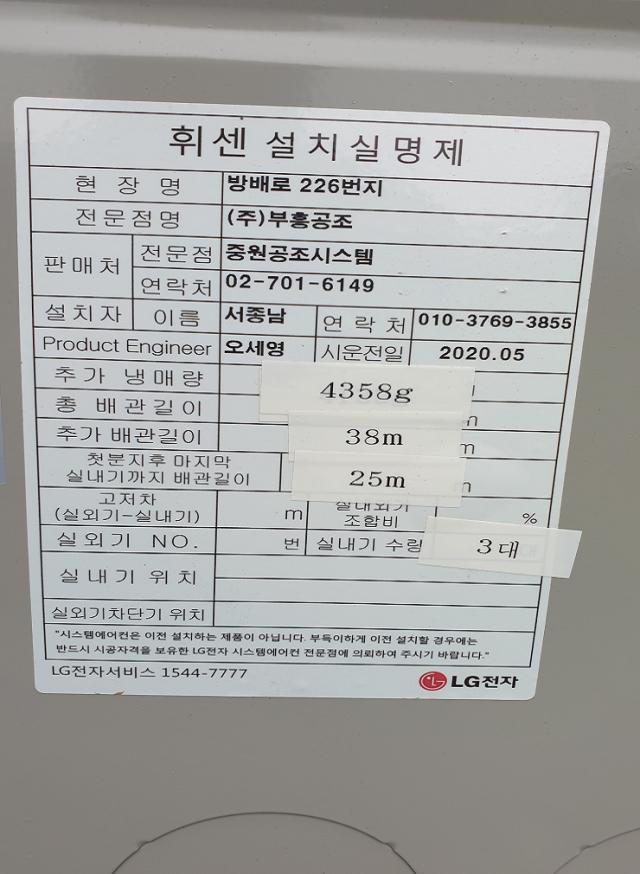 휘센 설치실명제
현 장 명 방배로 226번지
전문점명 (주)부흥공조
판매처 전문점 중원공조시스템
연락처 02-701-6149
설치자 이름 서종남 연 락 처 010-3769-3855
Product Engineer 오세영 시운전일 2020.05
추가 냉매량 4358g
총 배관길이 m
추가 배관길이 38m m
첫분지후 마지막
실내기까지 배관길이 25m m
고저차
(실외기-실내기) m 실내외기
조합비 %
실외기 NO. 번 실내기 수량 3대
실내기 위치
실외기차단기 위치
"시스템에어컨은 이전 설치하는 제품이 아닙니다. 부득이하게 이전 설치할 경우에는
반드시 시공자격을 보유한 LG전자 시스템에어컨 전문점에 의뢰하여 주시기 바랍니다."
LG전자서비스 1544-7777 LG전자